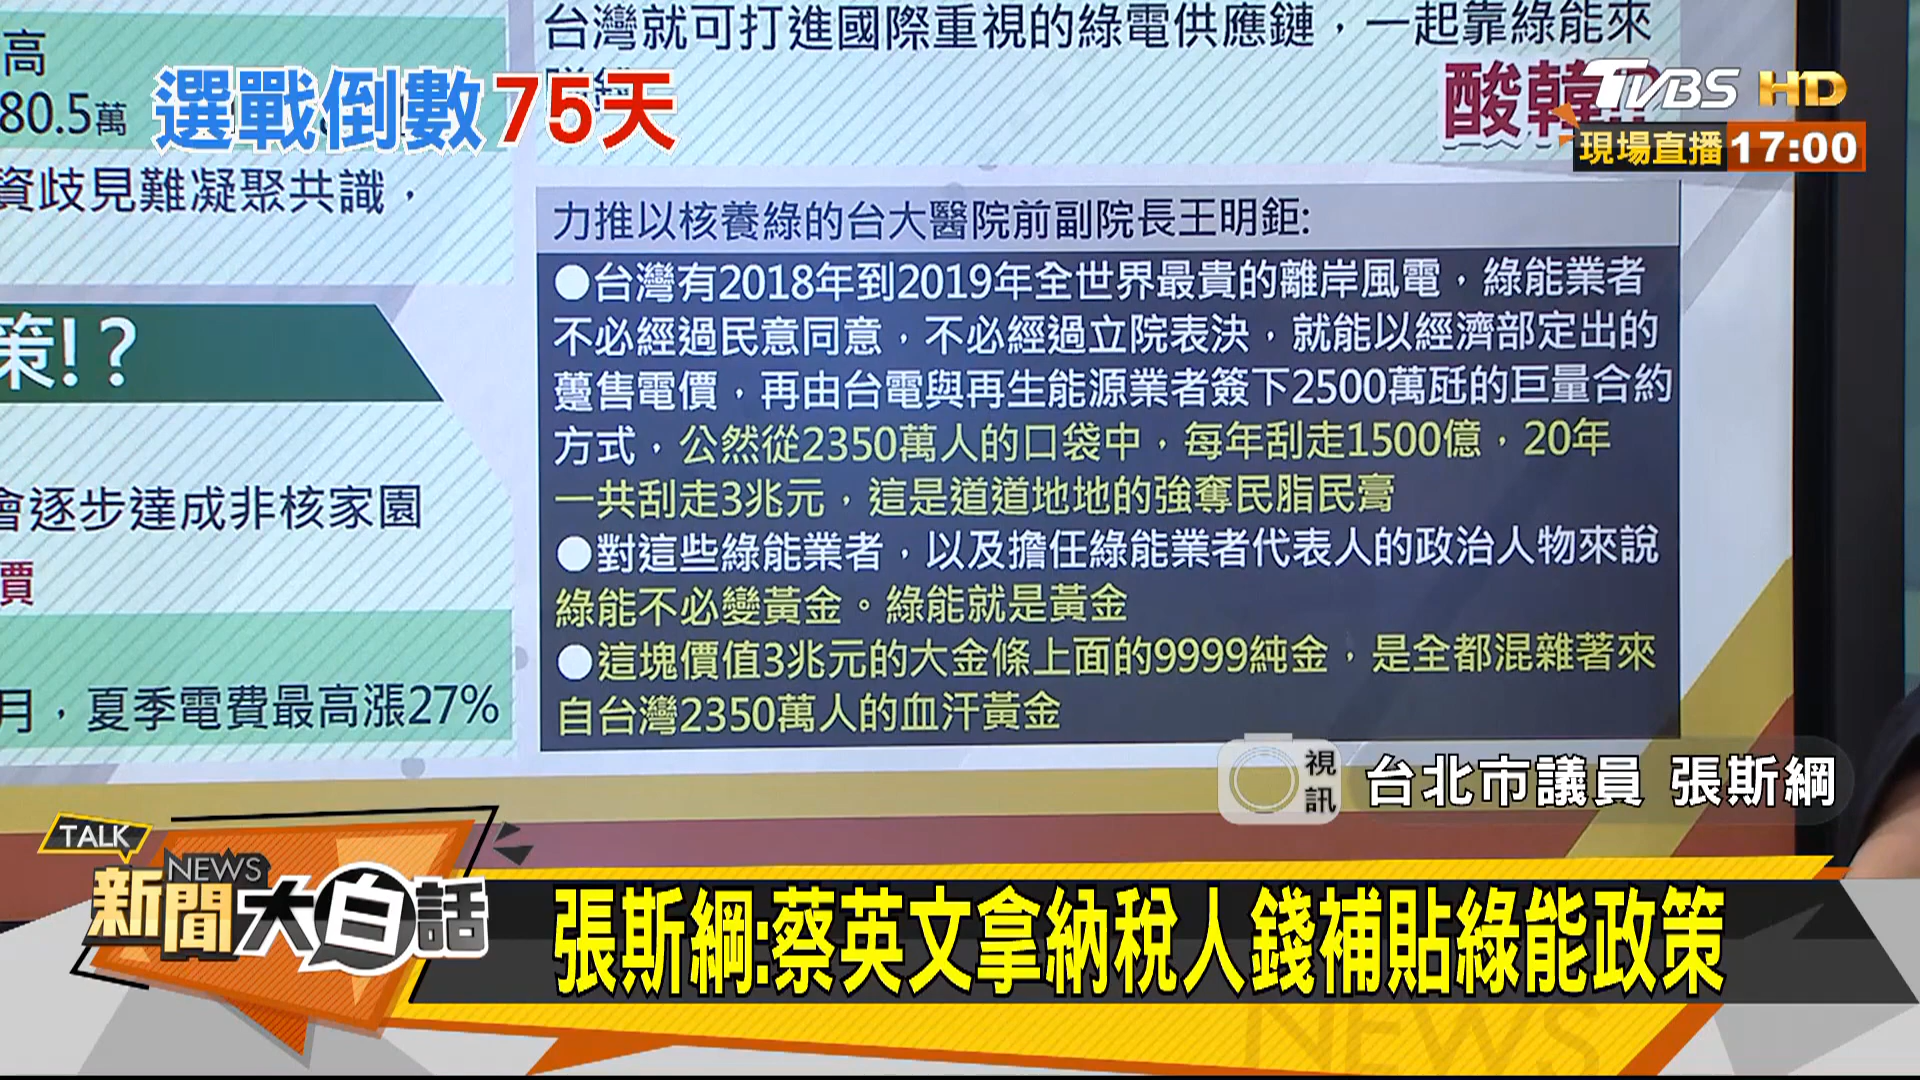 台灣就可打進國際重視的綠電供應鏈，一起靠綠能來
高
80.5萬
選戰倒數75天
酸韓!?
TVBS HD
現場直播 17:00
資歧見難凝聚共識，
力推以核養綠的台大醫院前副院長王明鉅:
●台灣有2018年到2019年全世界最貴的離岸風電，綠能業者
不必經過民意同意，不必經過立院表決，就能以經濟部定出的
躉售電價，再由台電與再生能源業者簽下2500萬瓩的巨量合約
方式，公然從2350萬人的口袋中，每年刮走1500億，20年
一共刮走3兆元，這是道道地地的強奪民脂民膏
●對這些綠能業者，以及擔任綠能業者代表人的政治人物來說
綠能不必變黃金。綠能就是黃金
●這塊價值3兆元的大金條上面的9999純金，是全都混雜著來
自台灣2350萬人的血汗黃金
策!?
會逐步達成非核家園
價
月，夏季電費最高漲27%
視訊
台北市議員 張斯綱
TALK
NEWS
新聞大白話
張斯綱:蔡英文拿納稅人錢補貼綠能政策
NEWS